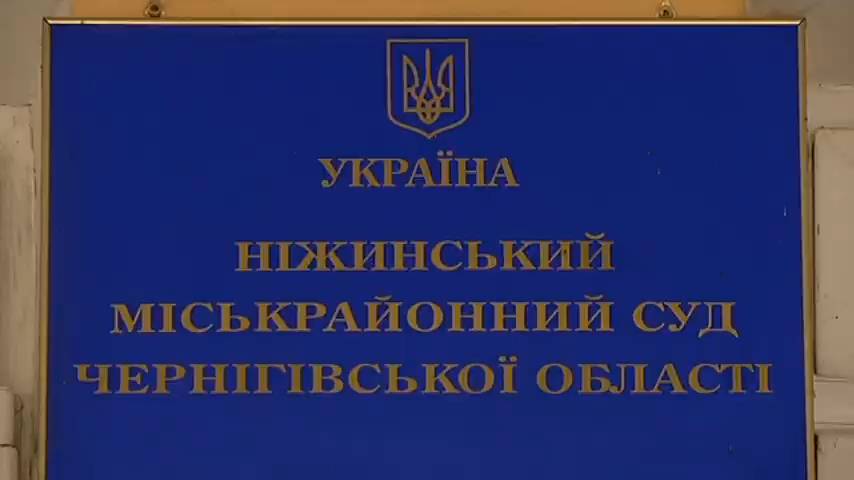 УКРАЇНА
НІЖИНСЬКИЙ
МІСЬКРАЙОННИЙ СУД
ЧЕРНІГІВСЬКОЇ ОБЛАСТІ